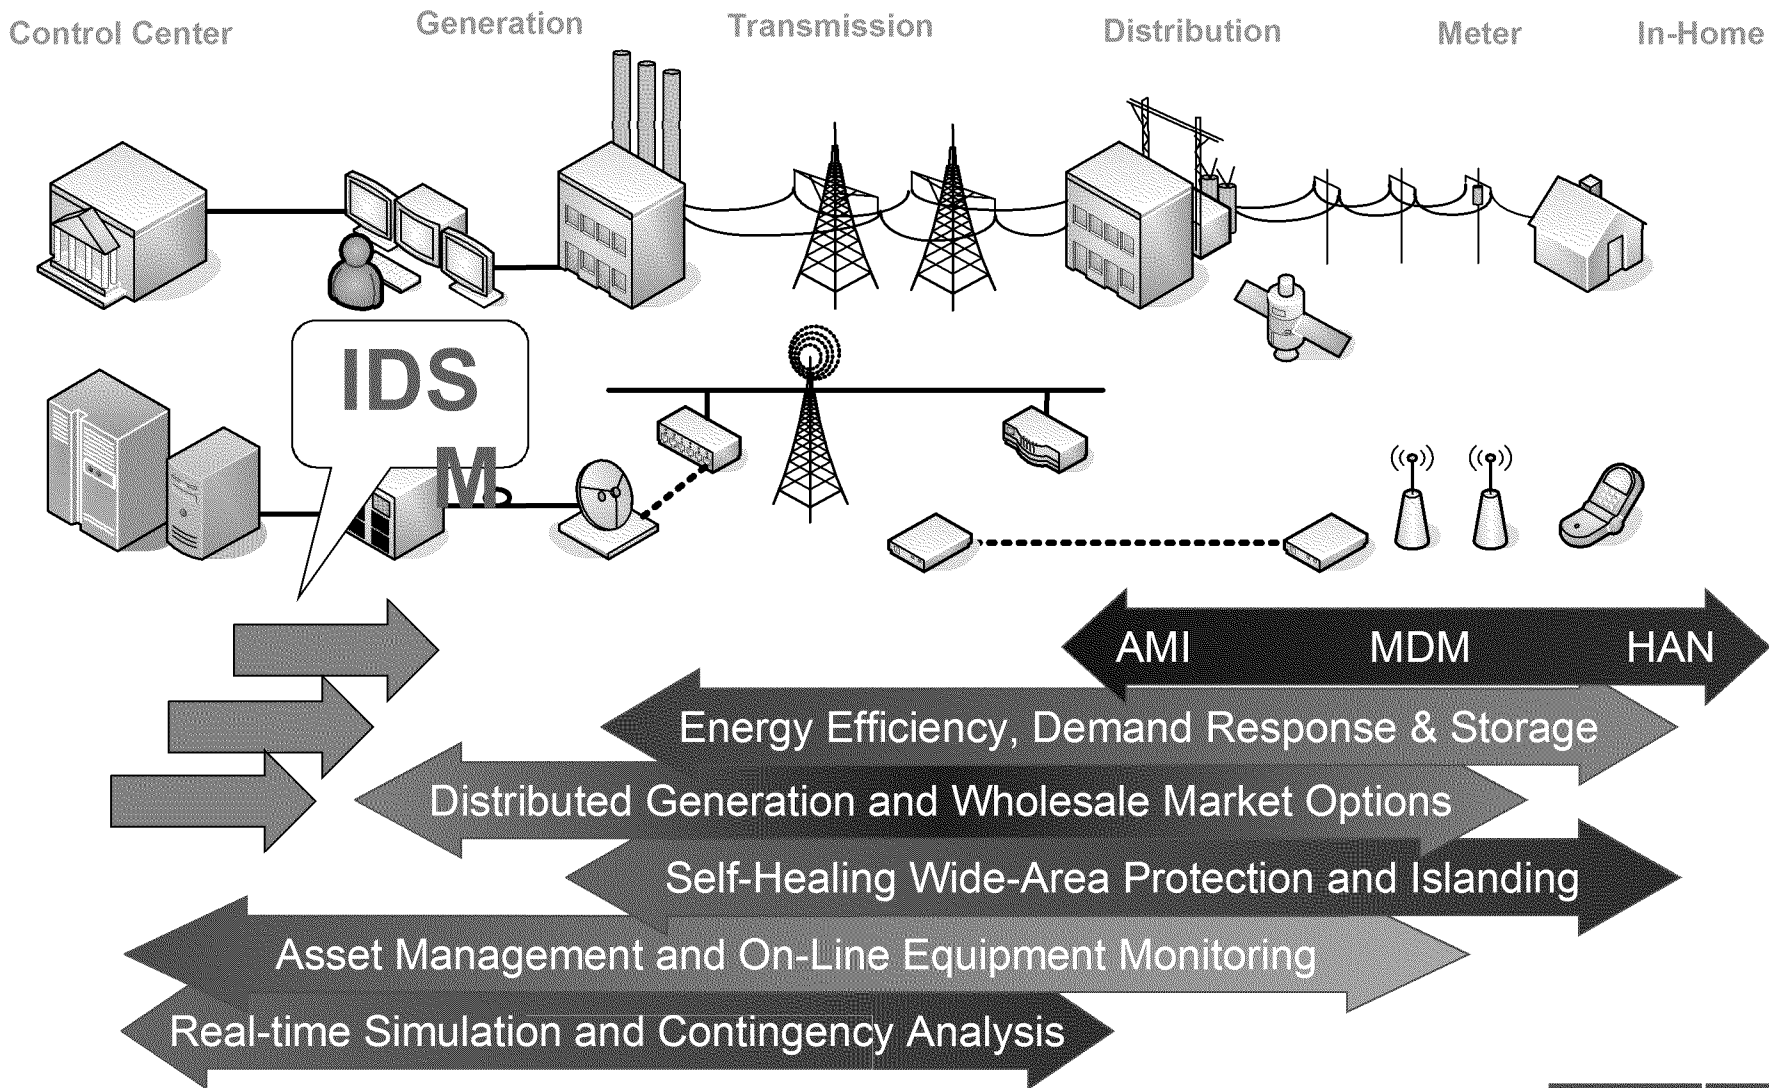 Control Center
Generation
Transmission
Distribution
Meter
In-Home
IDS
M
AMI
MDM
HAN
Energy Efficiency, Demand Response & Storage
Distributed Generation and Wholesale Market Options
Self-Healing Wide-Area Protection and Islanding
Asset Management and On-Line Equipment Monitoring
Real-time Simulation and Contingency Analysis